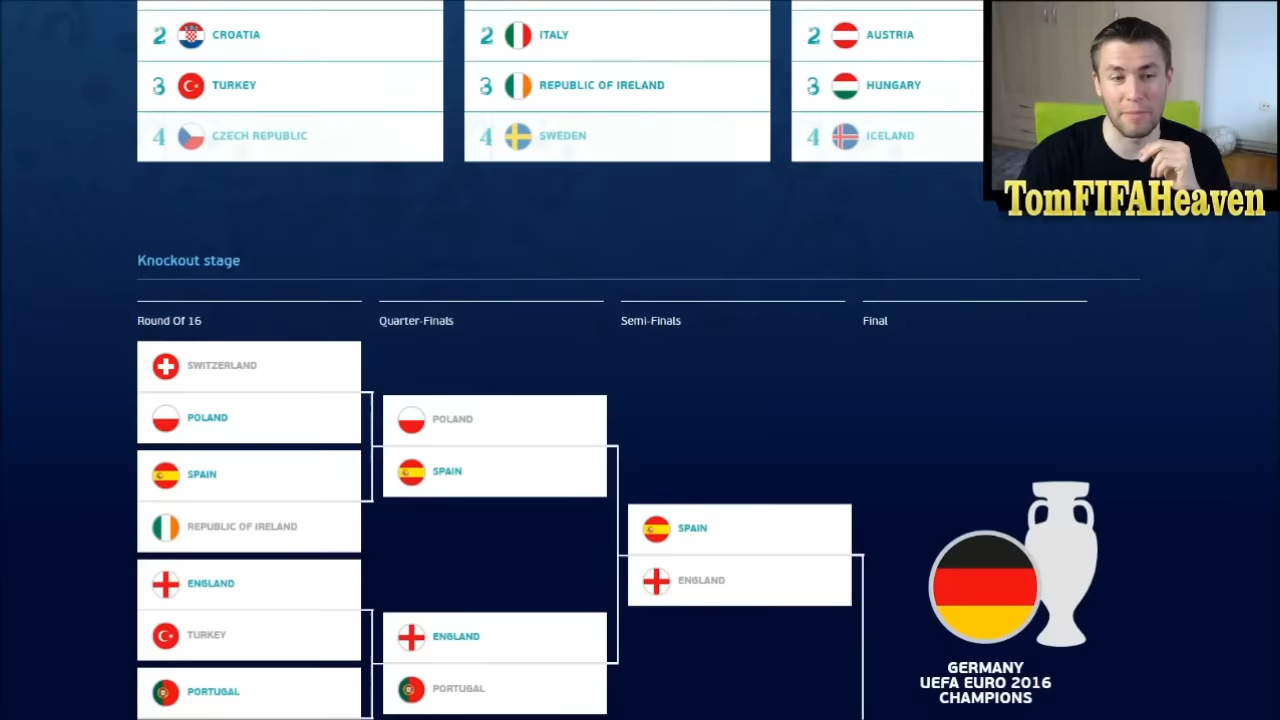 2 CROATIA
3 TURKEY
4 CZECH REPUBLIC
2 ITALY
3 REPUBLIC OF IRELAND
4 SWEDEN
2 AUSTRIA
3 HUNGARY
4 ICELAND
TomFIFAHeaven
Knockout stage
Round Of 16
Quarter-Finals
Semi-Finals
Final
SWITZERLAND
POLAND
SPAIN
REPUBLIC OF IRELAND
ENGLAND
TURKEY
PORTUGAL
POLAND
SPAIN
ENGLAND
PORTUGAL
SPAIN
ENGLAND
GERMANY
UEFA EURO 2016
CHAMPIONS